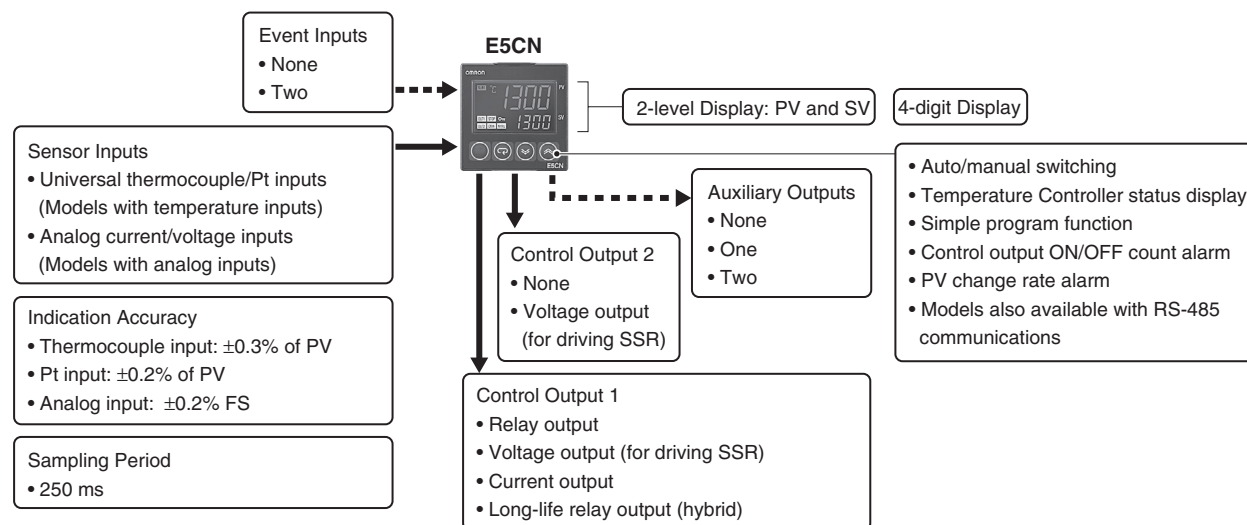 Event Inputs
• None
• Two
E5CN
omron
1300
PV
1300
SV
E5CN
2-level Display: PV and SV
4-digit Display
Sensor Inputs
• Universal thermocouple/Pt inputs
(Models with temperature inputs)
• Analog current/voltage inputs
(Models with analog inputs)
Indication Accuracy
• Thermocouple input: ±0.3% of PV
• Pt input: ±0.2% of PV
• Analog input: ±0.2% FS
Sampling Period
• 250 ms
Auxiliary Outputs
• None
• One
• Two
Control Output 2
• None
• Voltage output
(for driving SSR)
Control Output 1
• Relay output
• Voltage output (for driving SSR)
• Current output
• Long-life relay output (hybrid)
• Auto/manual switching
• Temperature Controller status display
• Simple program function
• Control output ON/OFF count alarm
• PV change rate alarm
• Models also available with RS-485
communications